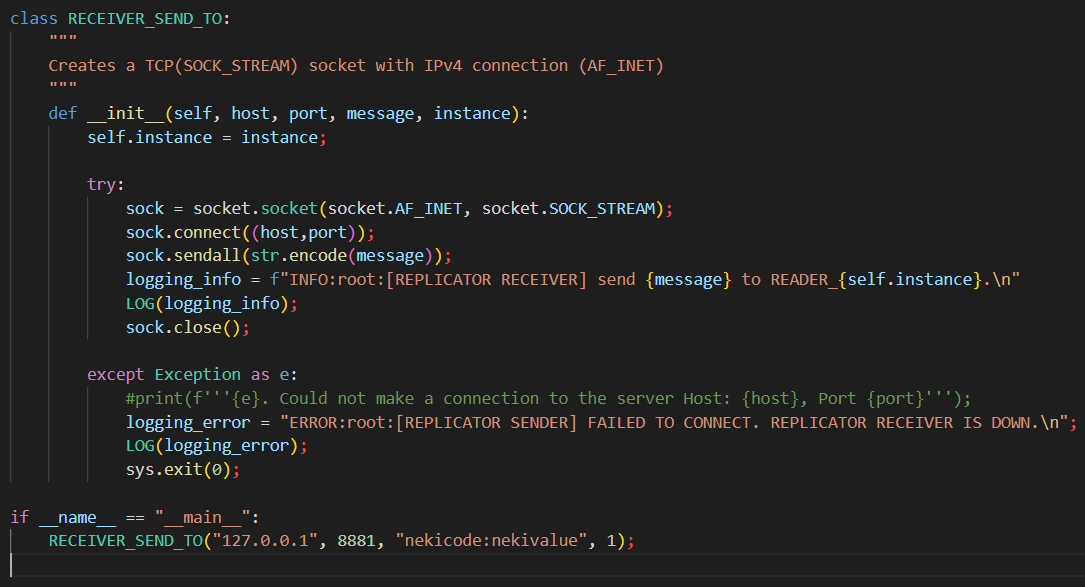 class RECEIVER_SEND_TO:
    """
    Creates a TCP(SOCK_STREAM) socket with IPv4 connection (AF_INET)
    """
    def __init__(self, host, port, message, instance):
        self.instance = instance;
        try:
            sock = socket.socket(socket.AF_INET, socket.SOCK_STREAM);
            sock.connect((host,port));
            sock.sendall(str.encode(message));
            logging_info = f"INFO:root:[REPLICATOR RECEIVER] send {message} to READER_{self.instance}.\n"
            LOG(logging_info);
            sock.close();
        except Exception as e:
            #print(f'''{e}. Could not make a connection to the server Host: {host}, Port {port}''');
            logging_error = "ERROR:root:[REPLICATOR SENDER] FAILED TO CONNECT. REPLICATOR RECEIVER IS DOWN.\n";
            LOG(logging_error);
            sys.exit(0);
if __name__ == "__main__":
    RECEIVER_SEND_TO("127.0.0.1", 8881, "nekicode:nekivalue", 1);